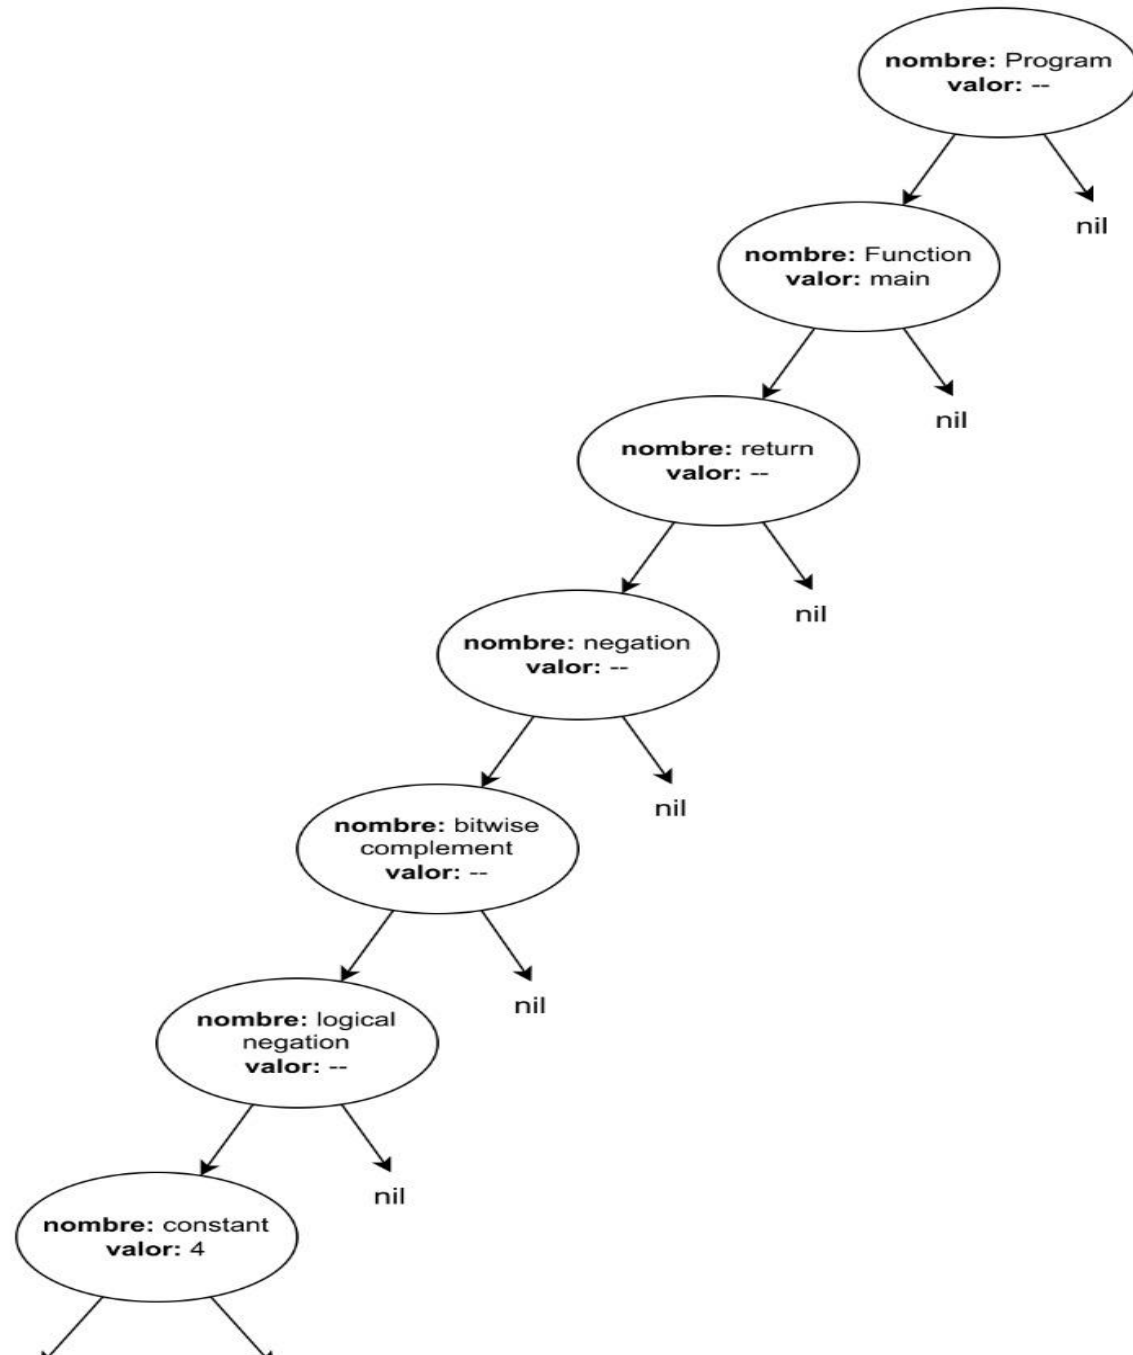 nombre: Program
valor: --
nil
nombre: Function
valor: main
nil
nombre: return
valor: --
nil
nombre: negation
valor: --
nil
nombre: bitwise
complement
valor: --
nil
nombre: logical
negation
valor: --
nil
nombre: constant
valor: 4